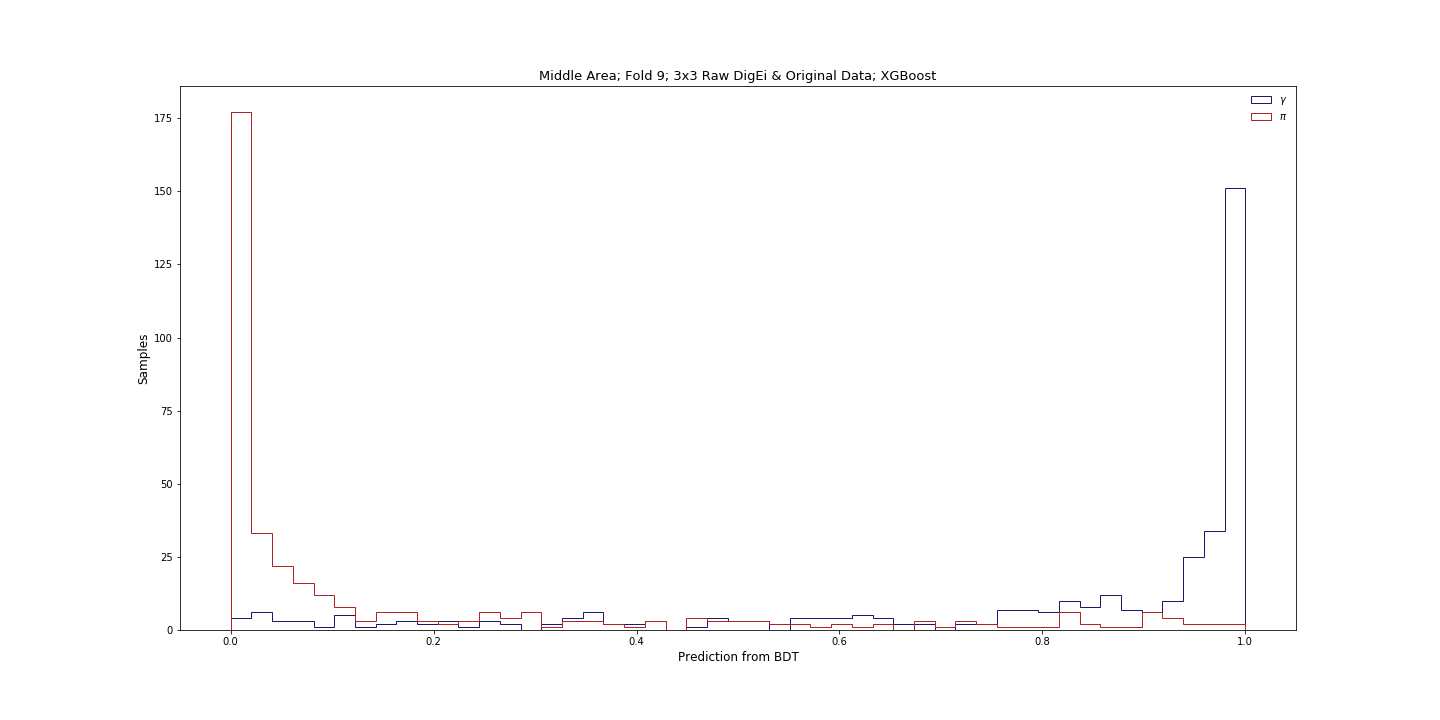 Middle Area; Fold 9; 3x3 Raw DigEi & Original Data; XGBoost
γ
π
175
150
125
100
75
50
25
0
Samples
0.0 0.2 0.4 0.6 0.8 1.0
Prediction from BDT